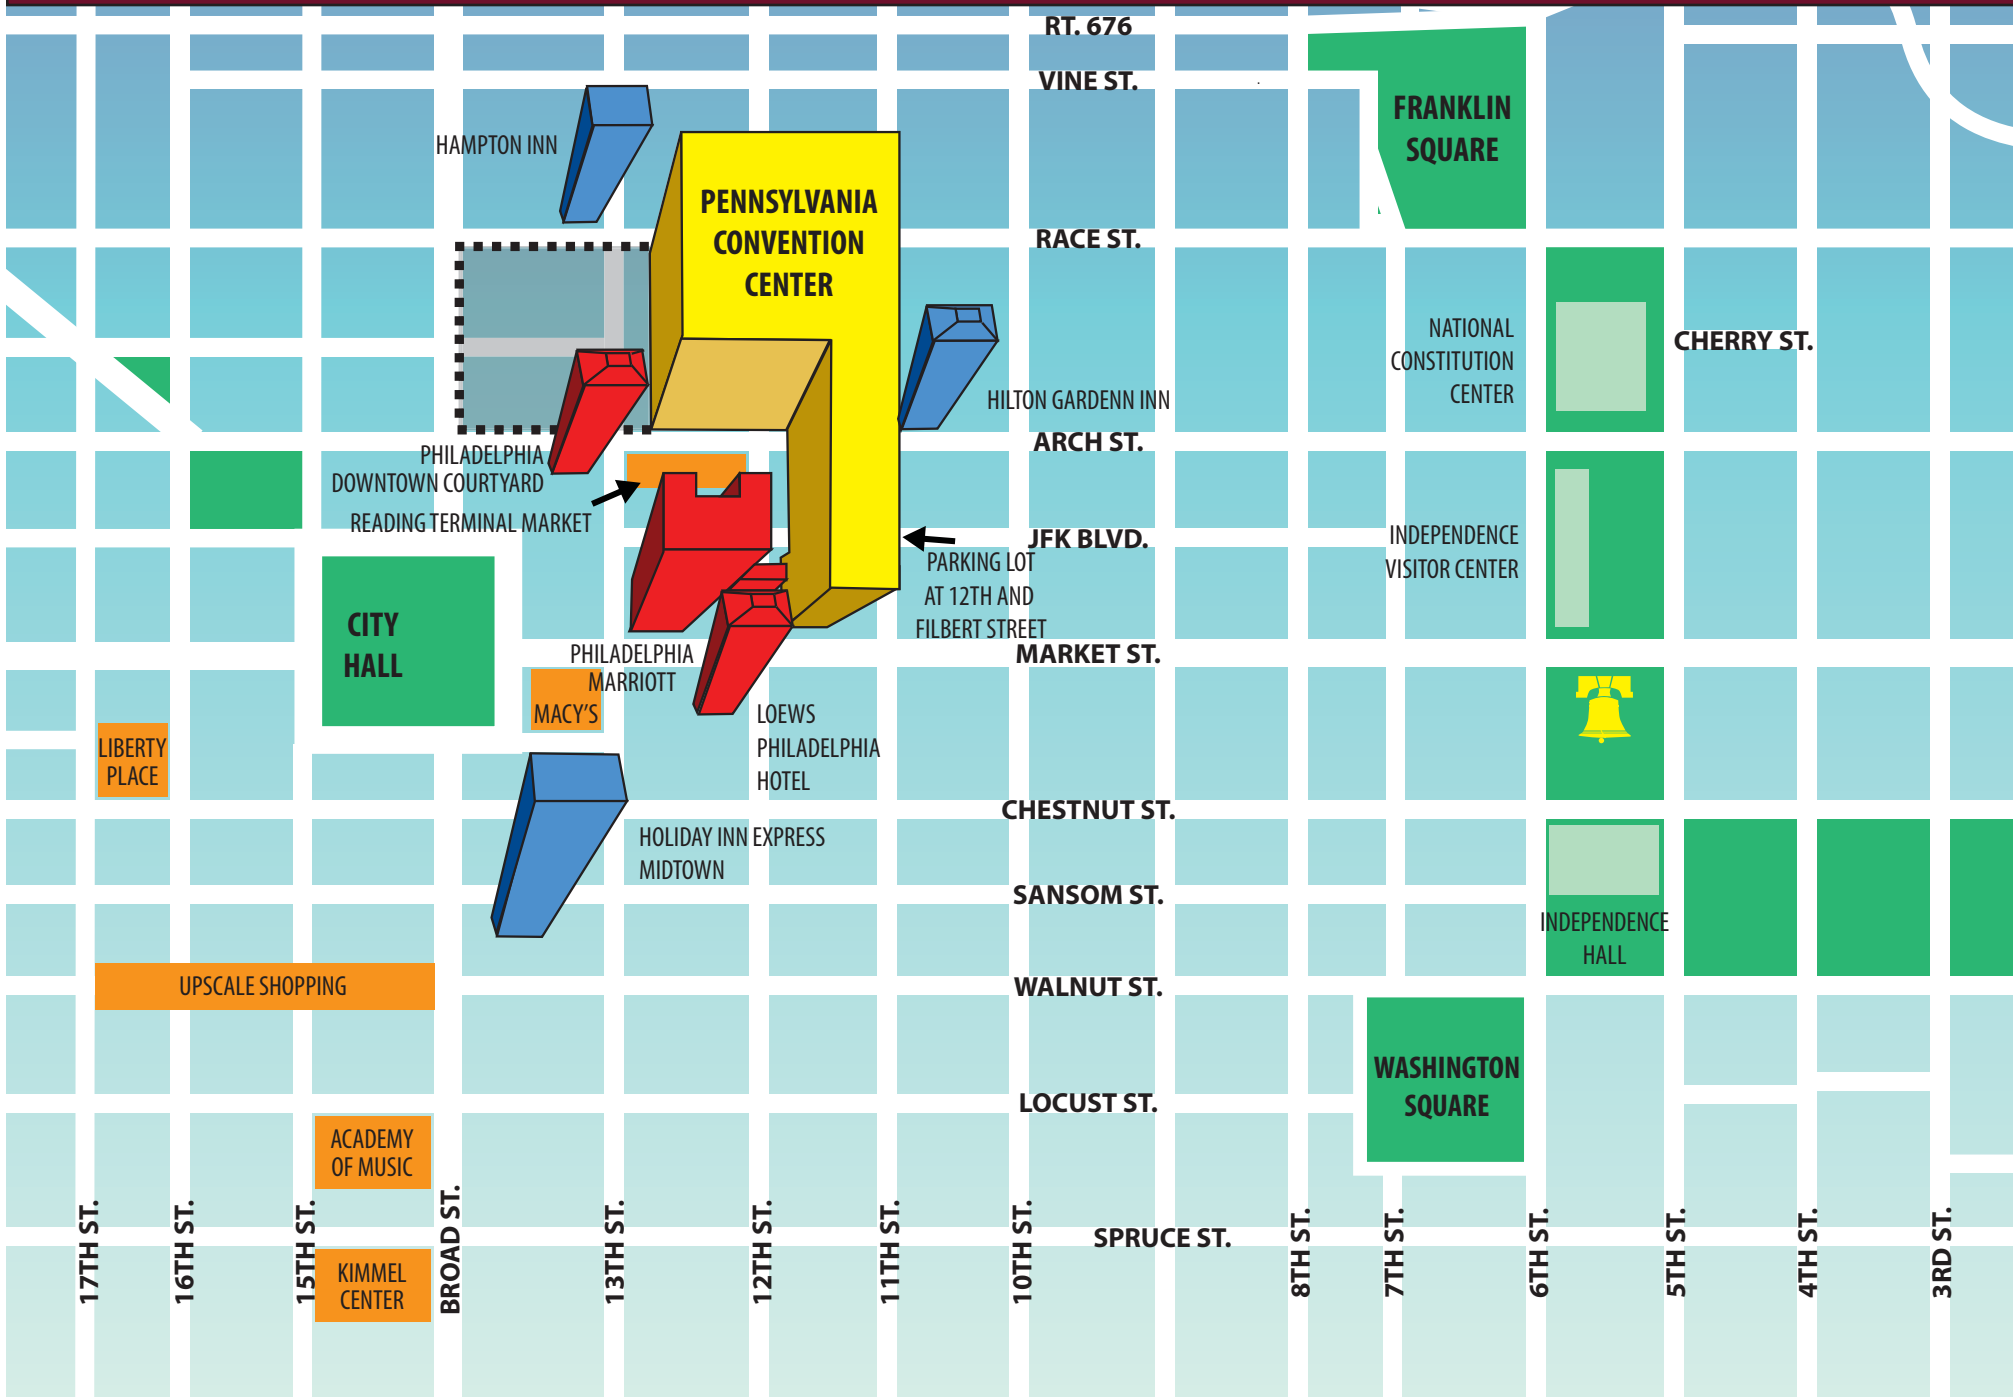 RT. 676
VINE ST.
FRANKLIN
SQUARE
HAMPTON INN
PENNSYLVANIA
CONVENTION
CENTER
RACE ST.
NATIONAL
CONSTITUTION
CENTER
CHERRY ST.
HILTON GARDENN INN
ARCH ST.
PHILADELPHIA
DOWNTOWN COURTYARD
READING TERMINAL MARKET
JFK BLVD.
PARKING LOT
AT 12TH AND
FILBERT STREET
INDEPENDENCE
VISITOR CENTER
CITY
HALL
PHILADELPHIA
MARRIOTT
MARKET ST.
MACY'S
LOEWS
PHILADELPHIA
HOTEL
LIBERTY
PLACE
CHESTNUT ST.
HOLIDAY INN EXPRESS
MIDTOWN
SANSOM ST.
INDEPENDENCE
HALL
UPSCALE SHOPPING
WALNUT ST.
WASHINGTON
SQUARE
LOCUST ST.
ACADEMY
OF MUSIC
SPRUCE ST.
KIMMEL
CENTER
17TH ST.
16TH ST.
15TH ST.
BROAD ST.
13TH ST.
12TH ST.
11TH ST.
10TH ST.
8TH ST.
7TH ST.
6TH ST.
5TH ST.
4TH ST.
3RD ST.